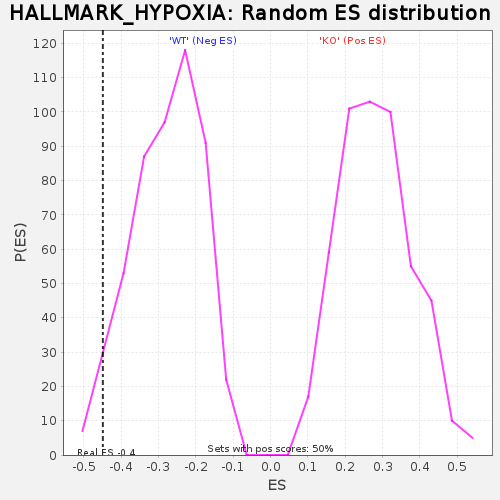 HALLMARK_HYPOXIA: Random ES distribution
'WT' (Neg ES)
'KO' (Pos ES)
120
110
100
90
80
70
60
50
40
30
20
10
0
P(ES)
Real ES -0.4
Sets with pos scores: 50%
-0.5 -0.4 -0.3 -0.2 -0.1 0.0 0.1 0.2 0.3 0.4 0.5
ES